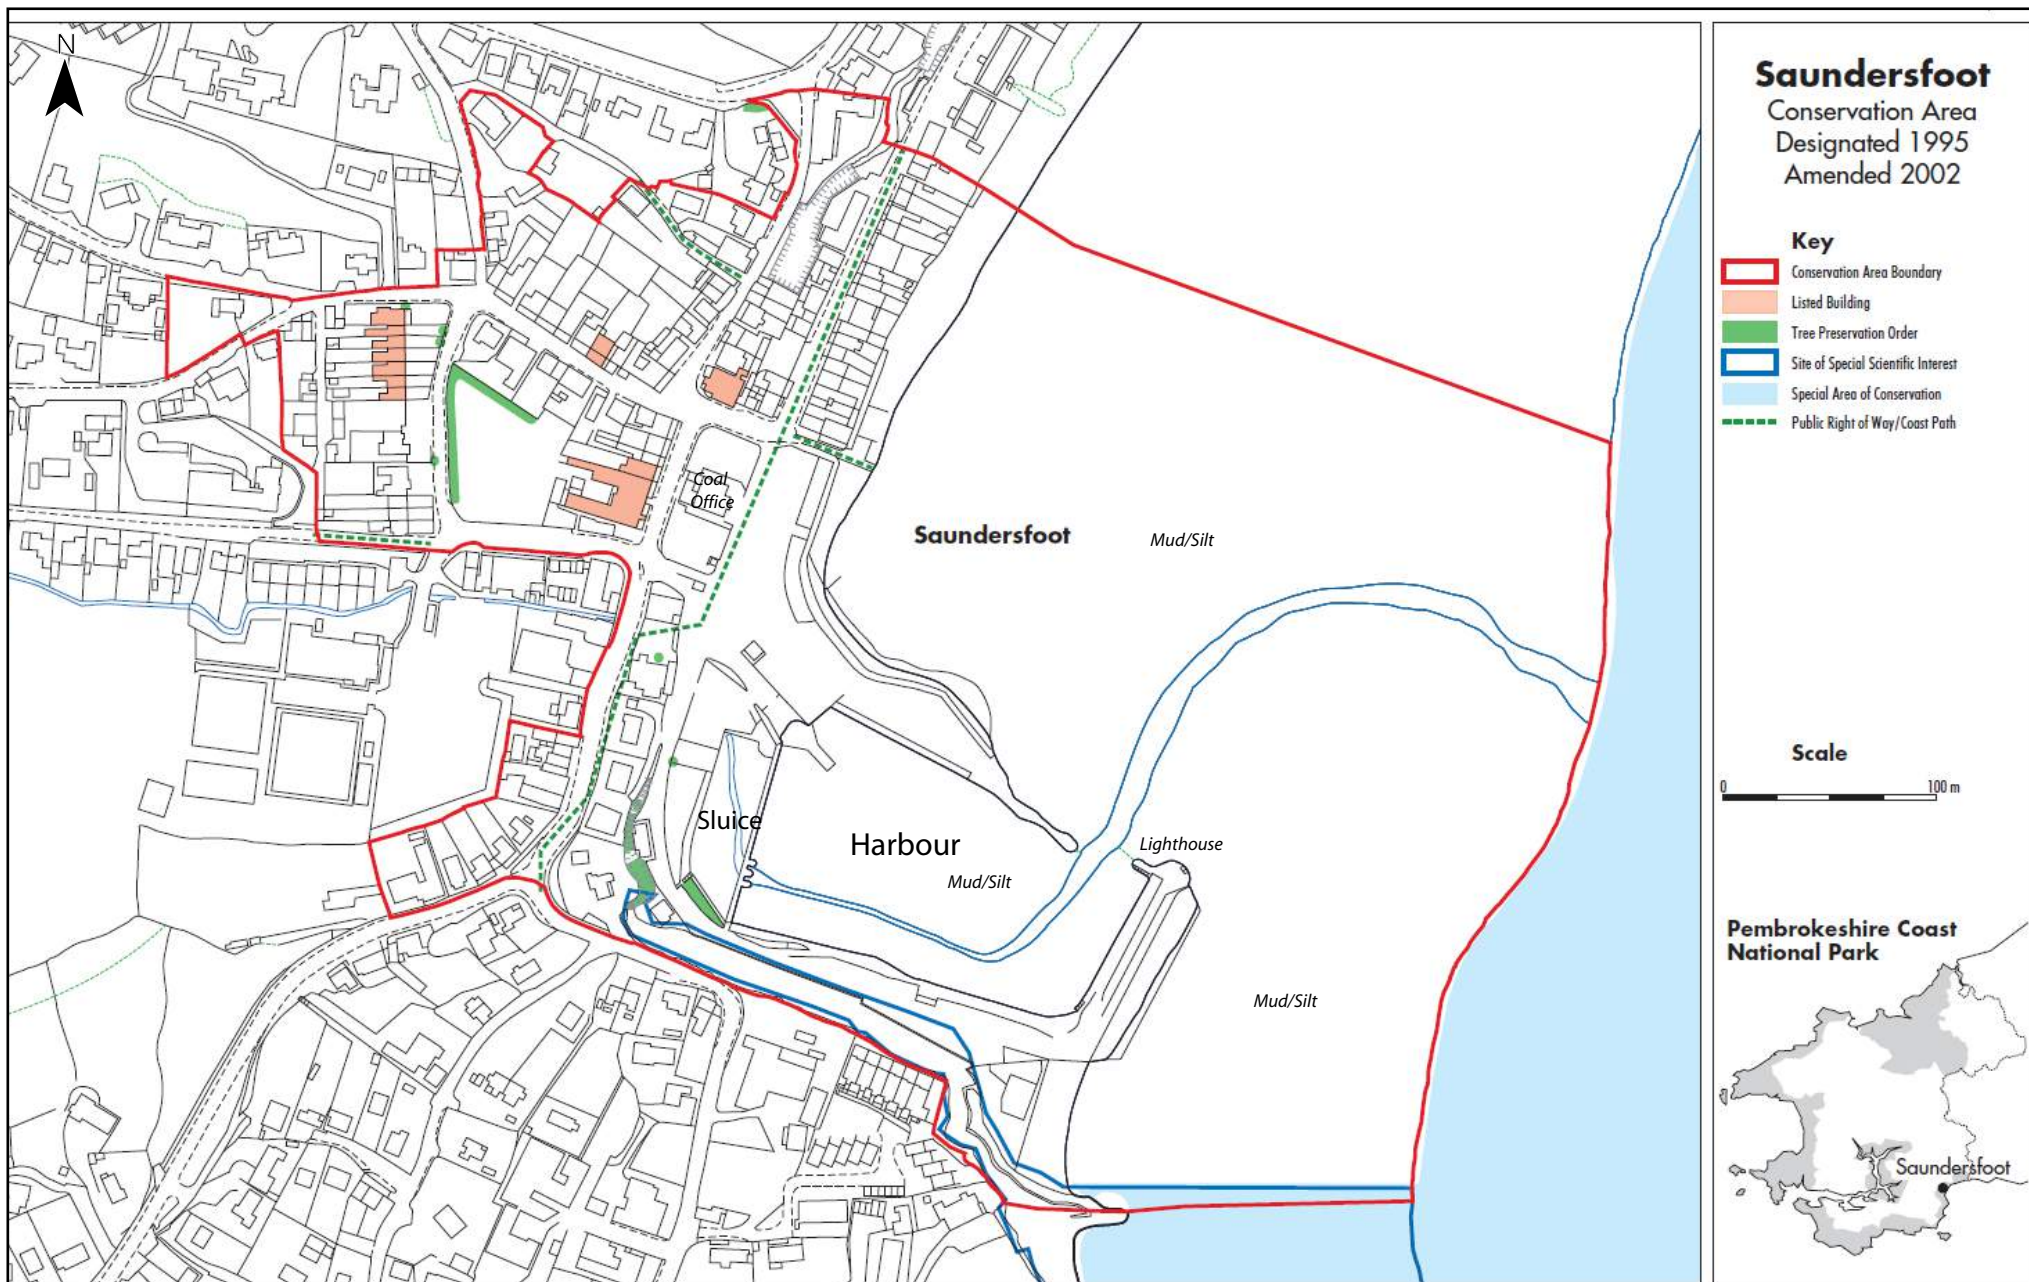 N
Saundersfoot
Conservation Area
Designated 1995
Amended 2002
Key
Conservation Area Boundary
Listed Building
Tree Preservation Order
Site of Special Scientific Interest
Special Area of Conservation
Public Right of Way/Coast Path
Coal
Office
Saundersfoot
Mud/Silt
Sluice
Harbour
Mud/Silt
Lighthouse
Mud/Silt
Scale
0 100 m
Pembrokeshire Coast
National Park
Saundersfoot